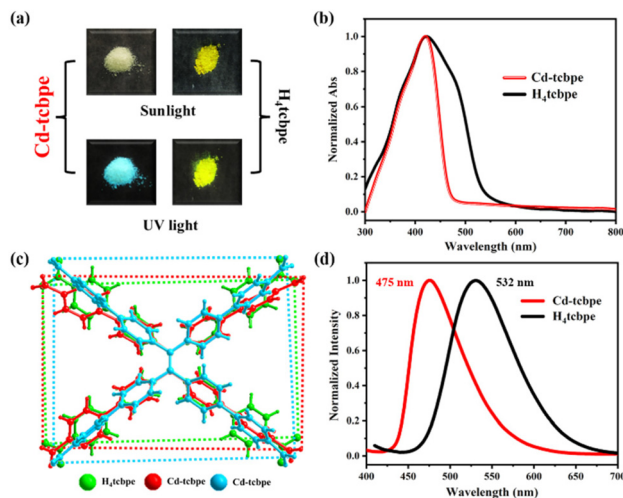 (a)
Cd-tcbpe
H₄tcbpe
Sunlight
UV light
(b)
Normalized Abs
1.0
0.8
0.6
0.4
0.2
0.0
Cd-tcbpe
H₄tcbpe
300 400 500 600 700 800
Wavelength (nm)
(c)
H₄tcbpe Cd-tcbpe Cd-tcbpe
(d)
Normalized Intensity
1.0
0.8
0.6
0.4
0.2
0.0
475 nm 532 nm
Cd-tcbpe
H₄tcbpe
400 450 500 550 600 650 700
Wavelength (nm)